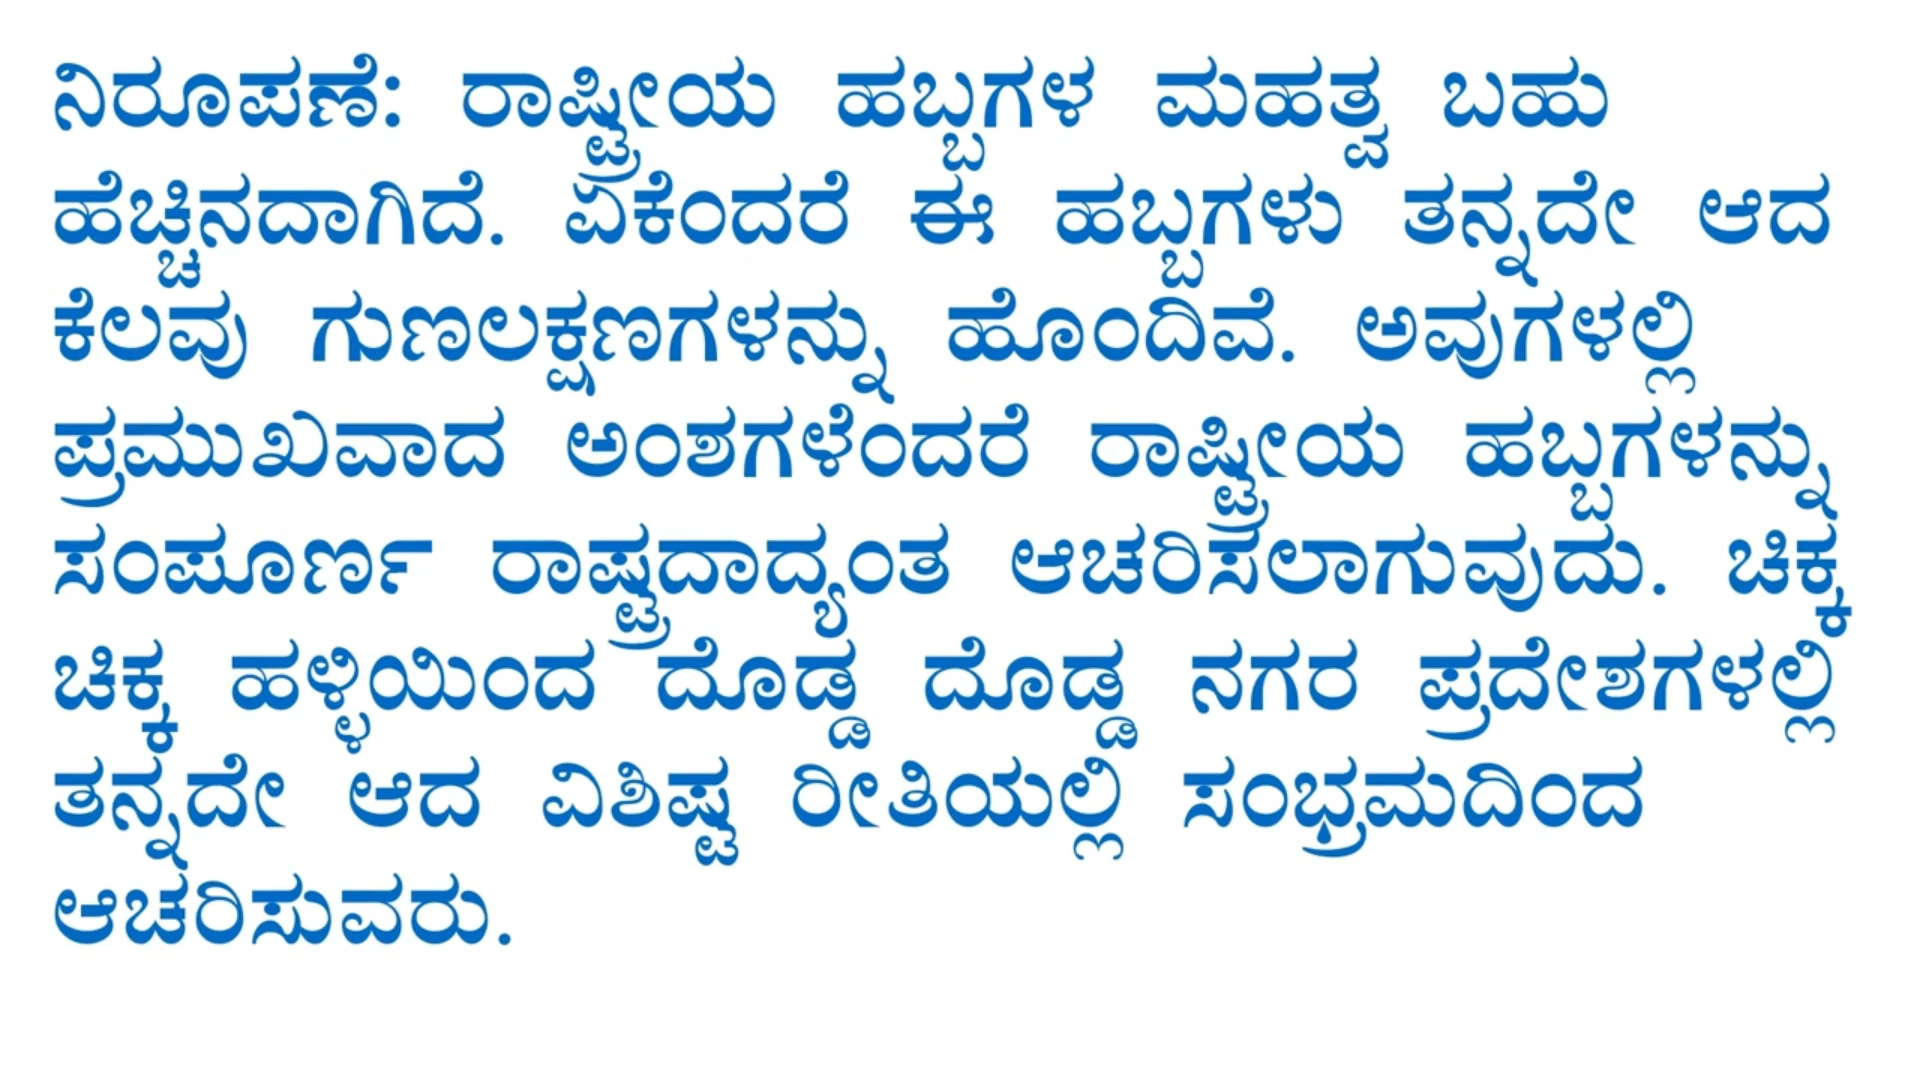 ನಿರೂಪಣೆ: ರಾಷ್ಟ್ರೀಯ ಹಬ್ಬಗಳ ಮಹತ್ವ ಬಹು
ಹೆಚ್ಚಿನದಾಗಿದೆ. ಏಕೆಂದರೆ ಈ ಹಬ್ಬಗಳು ತನ್ನದೇ ಆದ
ಕೆಲವು ಗುಣಲಕ್ಷಣಗಳನ್ನು ಹೊಂದಿವೆ. ಅವುಗಳಲ್ಲಿ
ಪ್ರಮುಖವಾದ ಅಂಶಗಳೆಂದರೆ ರಾಷ್ಟ್ರೀಯ ಹಬ್ಬಗಳನ್ನು
ಸಂಪೂರ್ಣ ರಾಷ್ಟ್ರದಾದ್ಯಂತ ಆಚರಿಸಲಾಗುವುದು. ಚಿಕ್ಕ
ಚಿಕ್ಕ ಹಳ್ಳಿಯಿಂದ ದೊಡ್ಡ ದೊಡ್ಡ ನಗರ ಪ್ರದೇಶಗಳಲ್ಲಿ
ತನ್ನದೇ ಆದ ವಿಶಿಷ್ಟ ರೀತಿಯಲ್ಲಿ ಸಂಭ್ರಮದಿಂದ
ಆಚರಿಸುವರು.